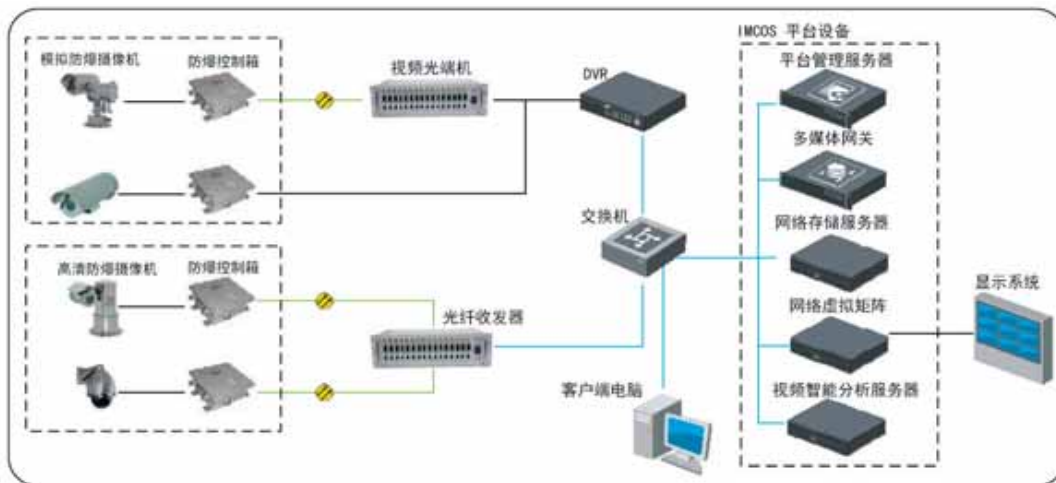 IMCOS 平台设备
模拟防爆摄像机
防爆控制箱
视频光端机
DVR
平台管理服务器
多媒体网关
交换机
网络存储服务器
高清防爆摄像机
防爆控制箱
光纤收发器
网络虚拟矩阵
显示系统
客户端电脑
视频智能分析服务器